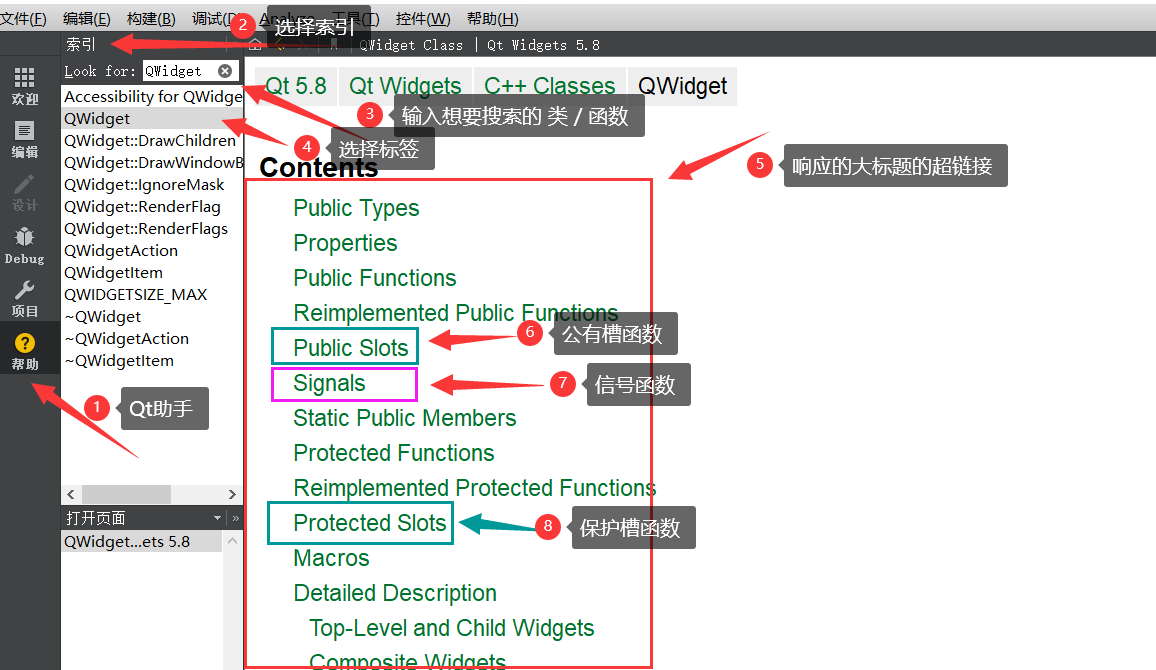 文件(F) 编辑(E) 构建(B) 调试(D) Analyze 工具(T) 控件(W) 帮助(H)
2 选择索引
索引
QWidget Class | Qt Widgets 5.8
Look for: QWidget
Qt 5.8 Qt Widgets C++ Classes QWidget
3 输入想要搜索的 类 / 函数
4 选择标签
5 响应的大标题的超链接
欢迎
编辑
设计
Debug
项目
帮助
1 Qt助手
Accessibility for QWidge
QWidget
QWidget::DrawChildren
QWidget::DrawWindowB
QWidget::IgnoreMask
QWidget::RenderFlag
QWidget::RenderFlags
QWidgetAction
QWidgetItem
QWIDGETSIZE_MAX
~QWidget
~QWidgetAction
~QWidgetItem
打开页面
QWidget...ets 5.8
Contents
Public Types
Properties
Public Functions
Reimplemented Public Functions
Public Slots
6 公有槽函数
Signals
7 信号函数
Static Public Members
Protected Functions
Reimplemented Protected Functions
Protected Slots
8 保护槽函数
Macros
Detailed Description
Top-Level and Child Widgets
Composite Widgets